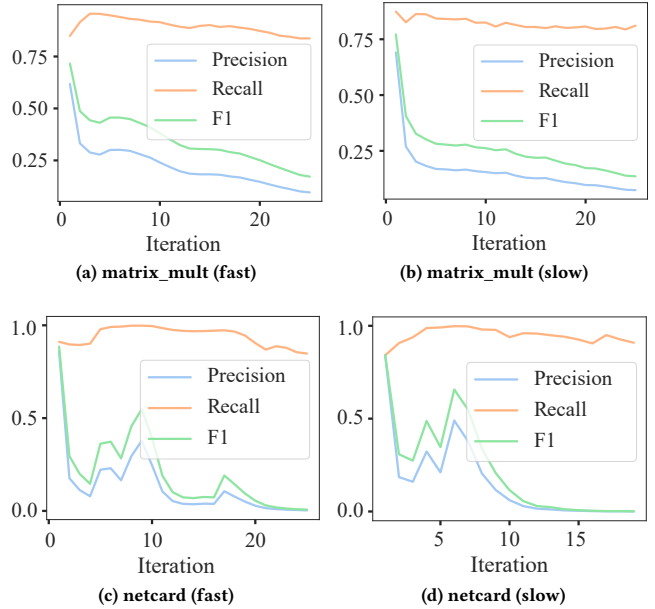 0.75
0.50
0.25
Precision
Recall
F1
0
10
20
Iteration
(a) matrix_mult (fast)
0.75
0.50
0.25
Precision
Recall
F1
0
10
20
Iteration
(b) matrix_mult (slow)
1.0
0.5
0.0
Precision
Recall
F1
0
10
20
Iteration
(c) netcard (fast)
1.0
0.5
0.0
Precision
Recall
F1
5
10
15
Iteration
(d) netcard (slow)